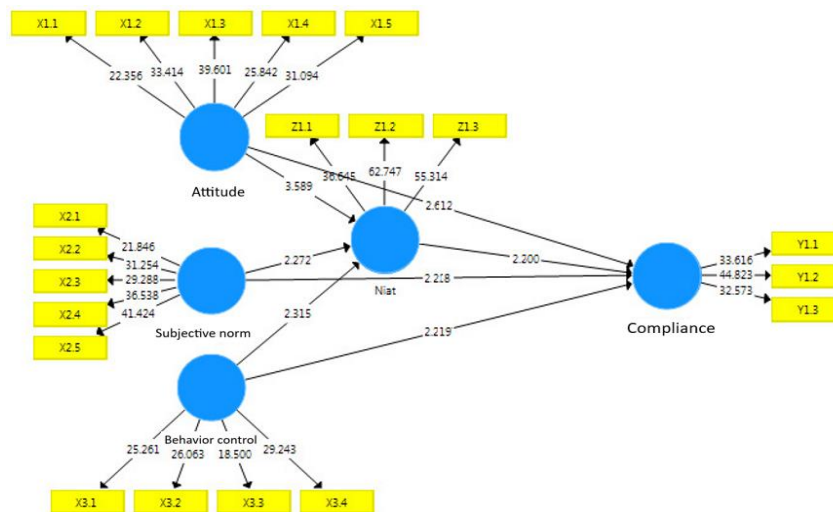 X1.1 X1.2 X1.3 X1.4 X1.5
22.356 33.414 39.601 25.842 31.094
Z1.1 Z1.2 Z1.3
36.645 62.747 55.314
Attitude
3.589
2.612
X2.1
X2.2
X2.3
X2.4
X2.5
21.846
31.254
29.288
36.538
41.424
Subjective norm
2.272
2.218
2.315
Niat
2.200
2.219
Compliance
33.616
44.823
32.573
Y1.1
Y1.2
Y1.3
Behavior control
25.261 26.063 18.500 29.243
X3.1 X3.2 X3.3 X3.4